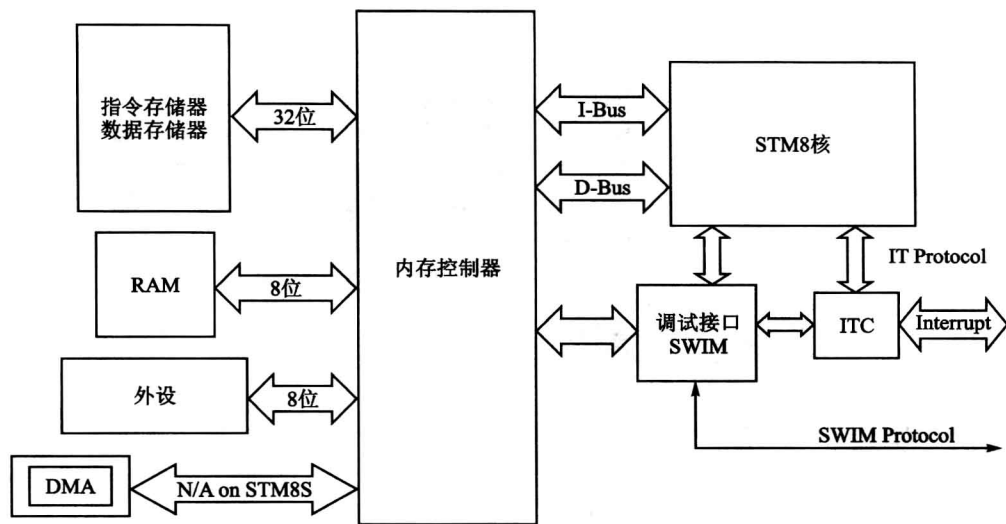 指令存储器
数据存储器
32位
I-Bus
STM8核
D-Bus
内存控制器
RAM
8位
IT Protocol
调试接口
SWIM
ITC
Interrupt
外设
8位
SWIM Protocol
DMA
N/A on STM8S